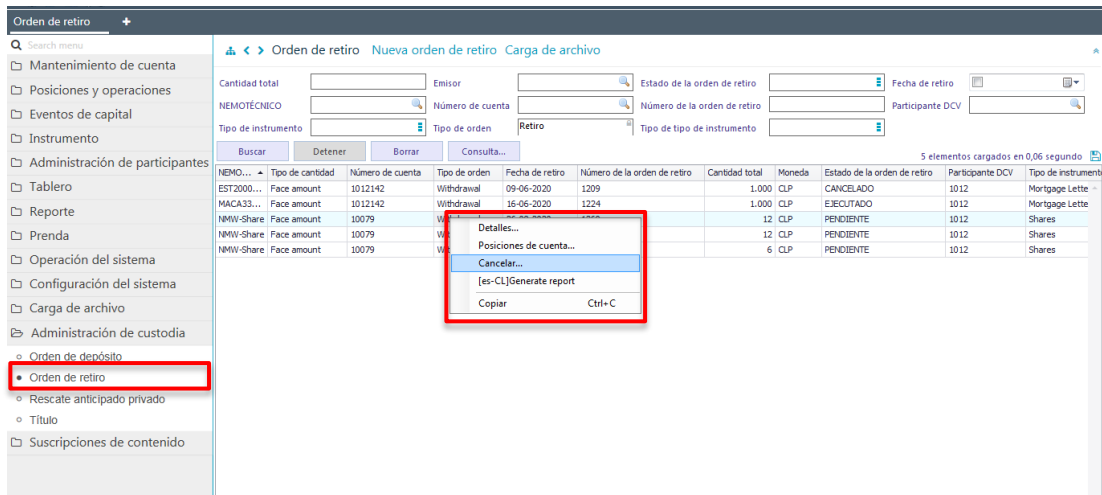 Orden de retiro +
Search menu
Mantenimiento de cuenta
Posiciones y operaciones
Eventos de capital
Instrumento
Administración de participantes
Tablero
Reporte
Prenda
Operación del sistema
Configuración del sistema
Carga de archivo
Administración de custodia
Orden de depósito
Orden de retiro
Rescate anticipado privado
Título
Suscripciones de contenido
Orden de retiro Nueva orden de retiro Carga de archivo
Cantidad total Emisor Estado de la orden de retiro Fecha de retiro
NEMOTÉCNICO Número de cuenta Número de la orden de retiro Participante DCV
Tipo de instrumento Tipo de orden Retiro Tipo de tipo de instrumento
Buscar Detener Borrar Consulta...
5 elementos cargados en 0,06 segundo
NEMO... Tipo de cantidad Número de cuenta Tipo de orden Fecha de retiro Número de la orden de retiro Cantidad total Moneda Estado de la orden de retiro Participante DCV Tipo de instrument
EST2000... Face amount 1012142 Withdrawal 09-06-2020 1209 1.000 CLP CANCELADO 1012 Mortgage Lette
MACA33... Face amount 1012142 Withdrawal 16-06-2020 1224 1.000 CLP EJECUTADO 1012 Mortgage Lette
NMW-Share Face amount 10079 12 CLP PENDIENTE 1012 Shares
NMW-Share Face amount 10079 12 CLP PENDIENTE 1012 Shares
NMW-Share Face amount 10079 6 CLP PENDIENTE 1012 Shares
Detalles...
Posiciones de cuenta...
Cancelar...
[es-CL]Generate report
Copiar Ctrl+C